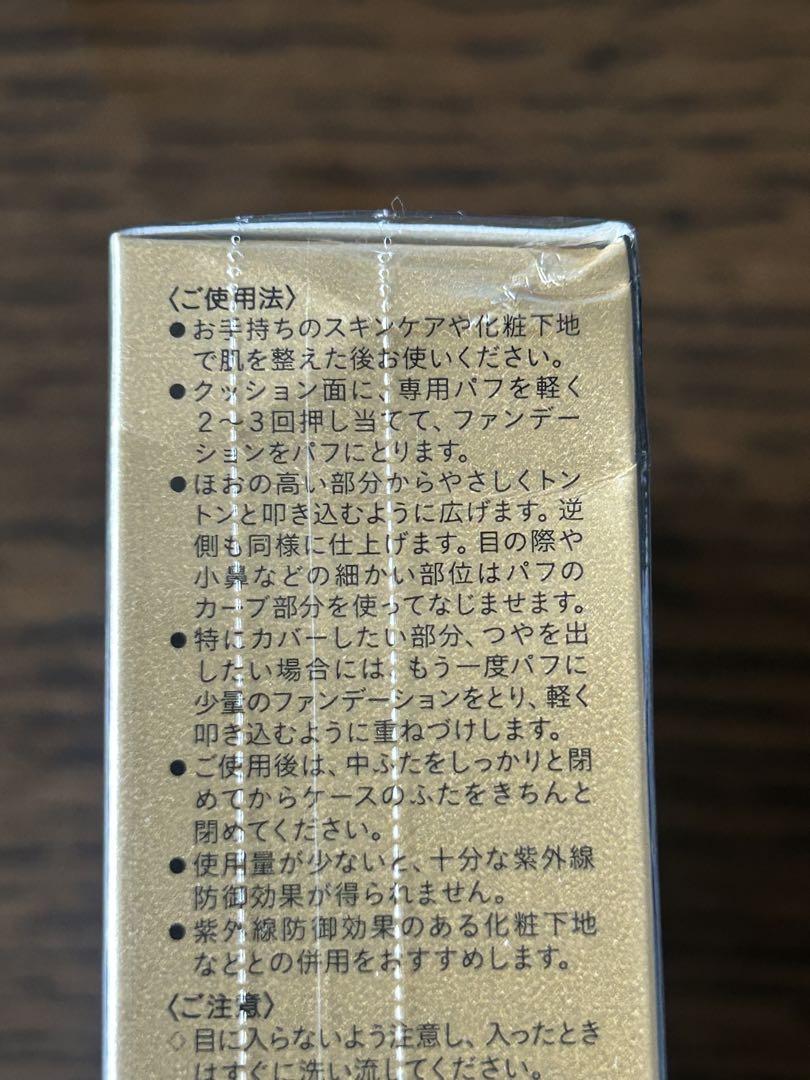 〈ご使用法〉
●お手持ちのスキンケアや化粧下地
で肌を整えた後お使いください。
●クッション面に、専用パフを軽く
2〜3回押し当てて、ファンデー
ションをパフにとります。
●ほおの高い部分からやさしくトン
トンと叩き込むように広げます。逆
側も同様に仕上げます。目の際や
小鼻などの細かい部位はパフの
カーブ部分を使ってなじませます。
●特にカバーしたい部分、つやを出
したい場合には、もう一度パフに
少量のファンデーションをとり、軽く
叩き込むように重ねづけします。
●ご使用後は、中ぶたをしっかりと閉
めてからケースのふたをきちんと
閉めてください。
●使用量が少ないと、十分な紫外線
防御効果が得られません。
●紫外線防御効果のある化粧下地
などとの併用をおすすめします。
〈ご注意〉
◇目に入らないよう注意し、入ったとき
はすぐに洗い流してください。